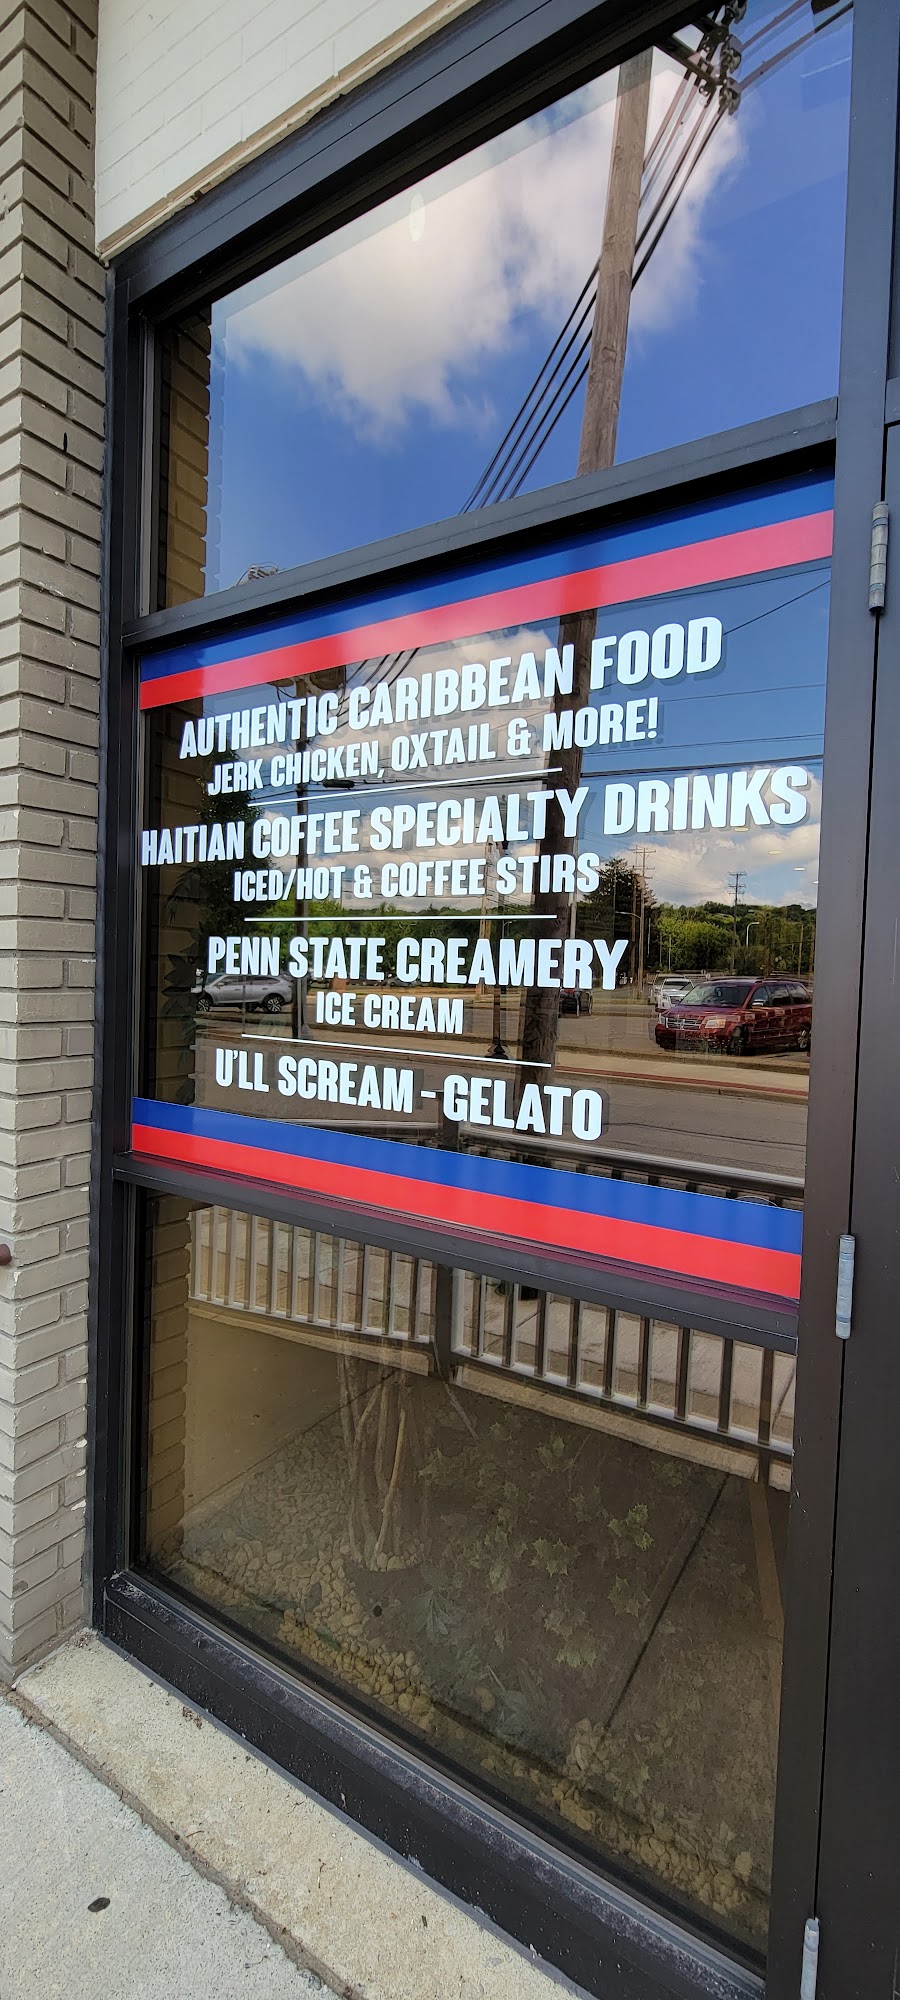 AUTHENTIC CARIBBEAN FOOD
JERK CHICKEN, OXTAIL & MORE!
HAITIAN COFFEE SPECIALTY DRINKS
ICED/HOT & COFFEE STIRS
PENN STATE CREAMERY
ICE CREAM
U'LL SCREAM - GELATO